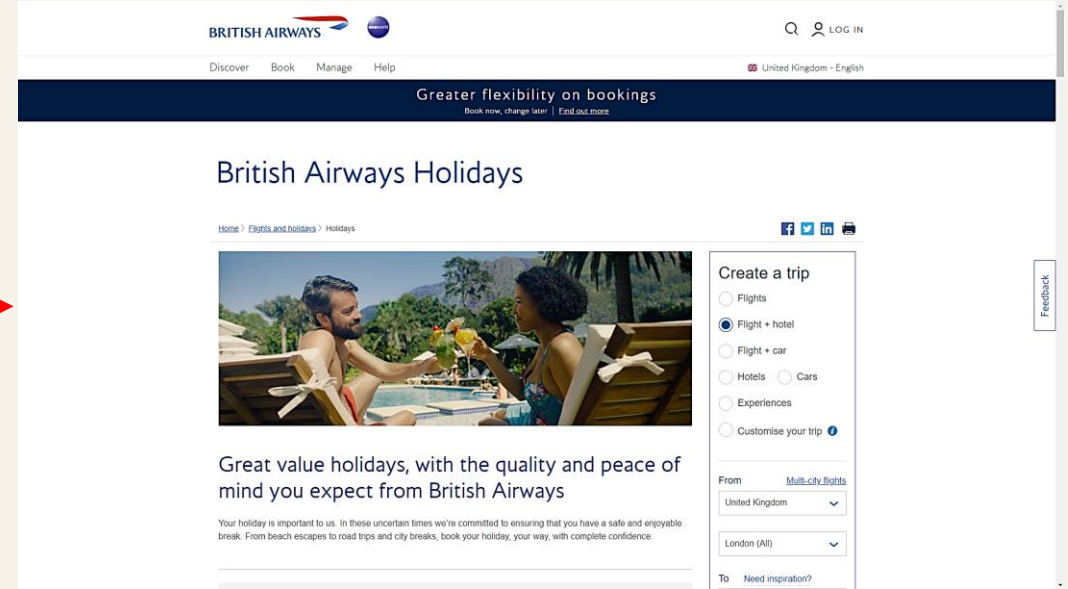 BRITISH AIRWAYS
LOG IN
Discover Book Manage Help
United Kingdom - English
Greater flexibility on bookings
Book now, change later | Find out more
British Airways Holidays
Home > Flights and holidays > Holidays
Create a trip
Flights
Flight + hotel
Flight + car
Hotels Cars
Experiences
Customise your trip
Feedback
Great value holidays, with the quality and peace of
mind you expect from British Airways
Your holiday is important to us. In these uncertain times we're committed to ensuring that you have a safe and enjoyable
break. From beach escapes to road trips and city breaks, book your holiday, your way, with complete confidence.
From Multi-city flights
United Kingdom
London (All)
To Need inspiration?